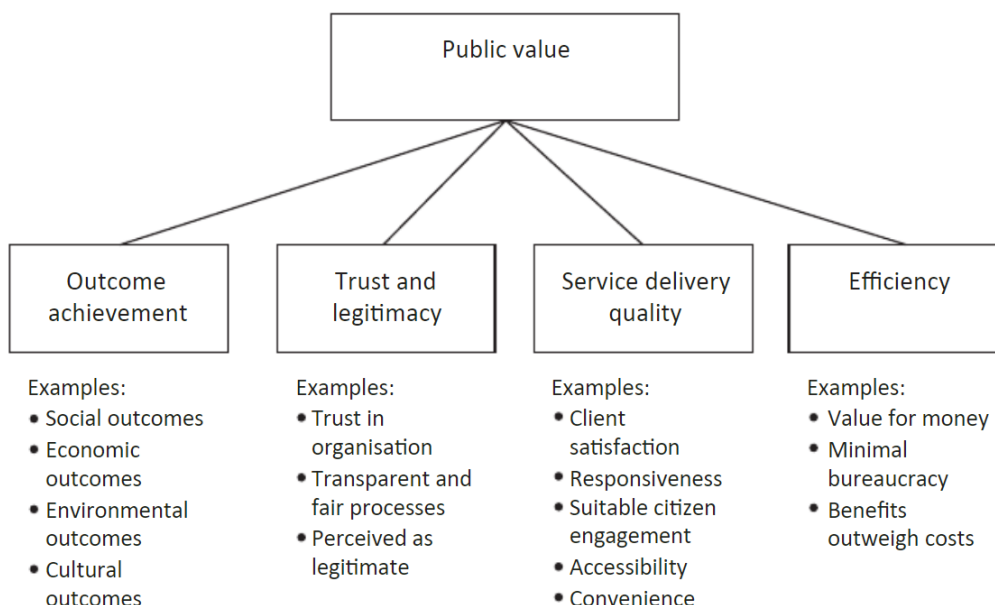 Public value
Outcome
achievement
Trust and
legitimacy
Service delivery
quality
Efficiency
Examples:
• Social outcomes
• Economic
outcomes
• Environmental
outcomes
• Cultural
outcomes
Examples:
• Trust in
organisation
• Transparent and
fair processes
• Perceived as
legitimate
Examples:
• Client
satisfaction
• Responsiveness
• Suitable citizen
engagement
• Accessibility
• Convenience
Examples:
• Value for money
• Minimal
bureaucracy
• Benefits
outweigh costs